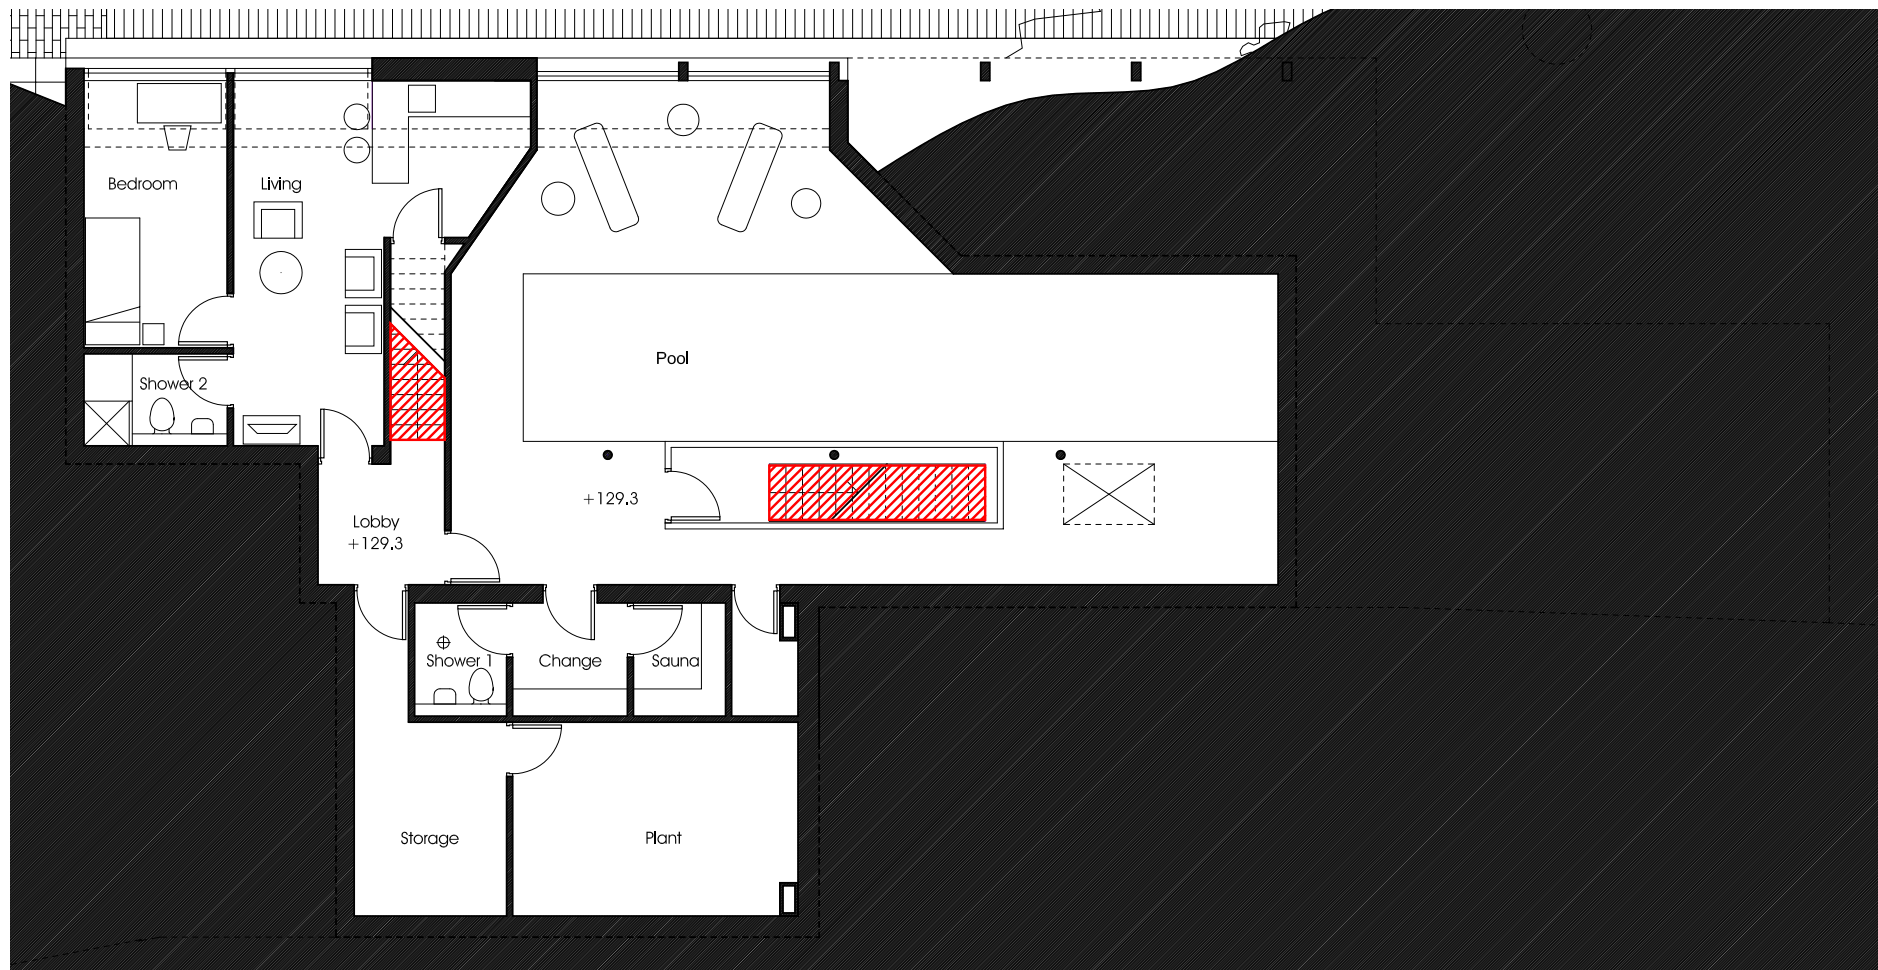 Bedroom
Living
Pool
Shower 2
+129.3
Lobby
+129.3
Shower 1
Change
Sauna
Storage
Plant